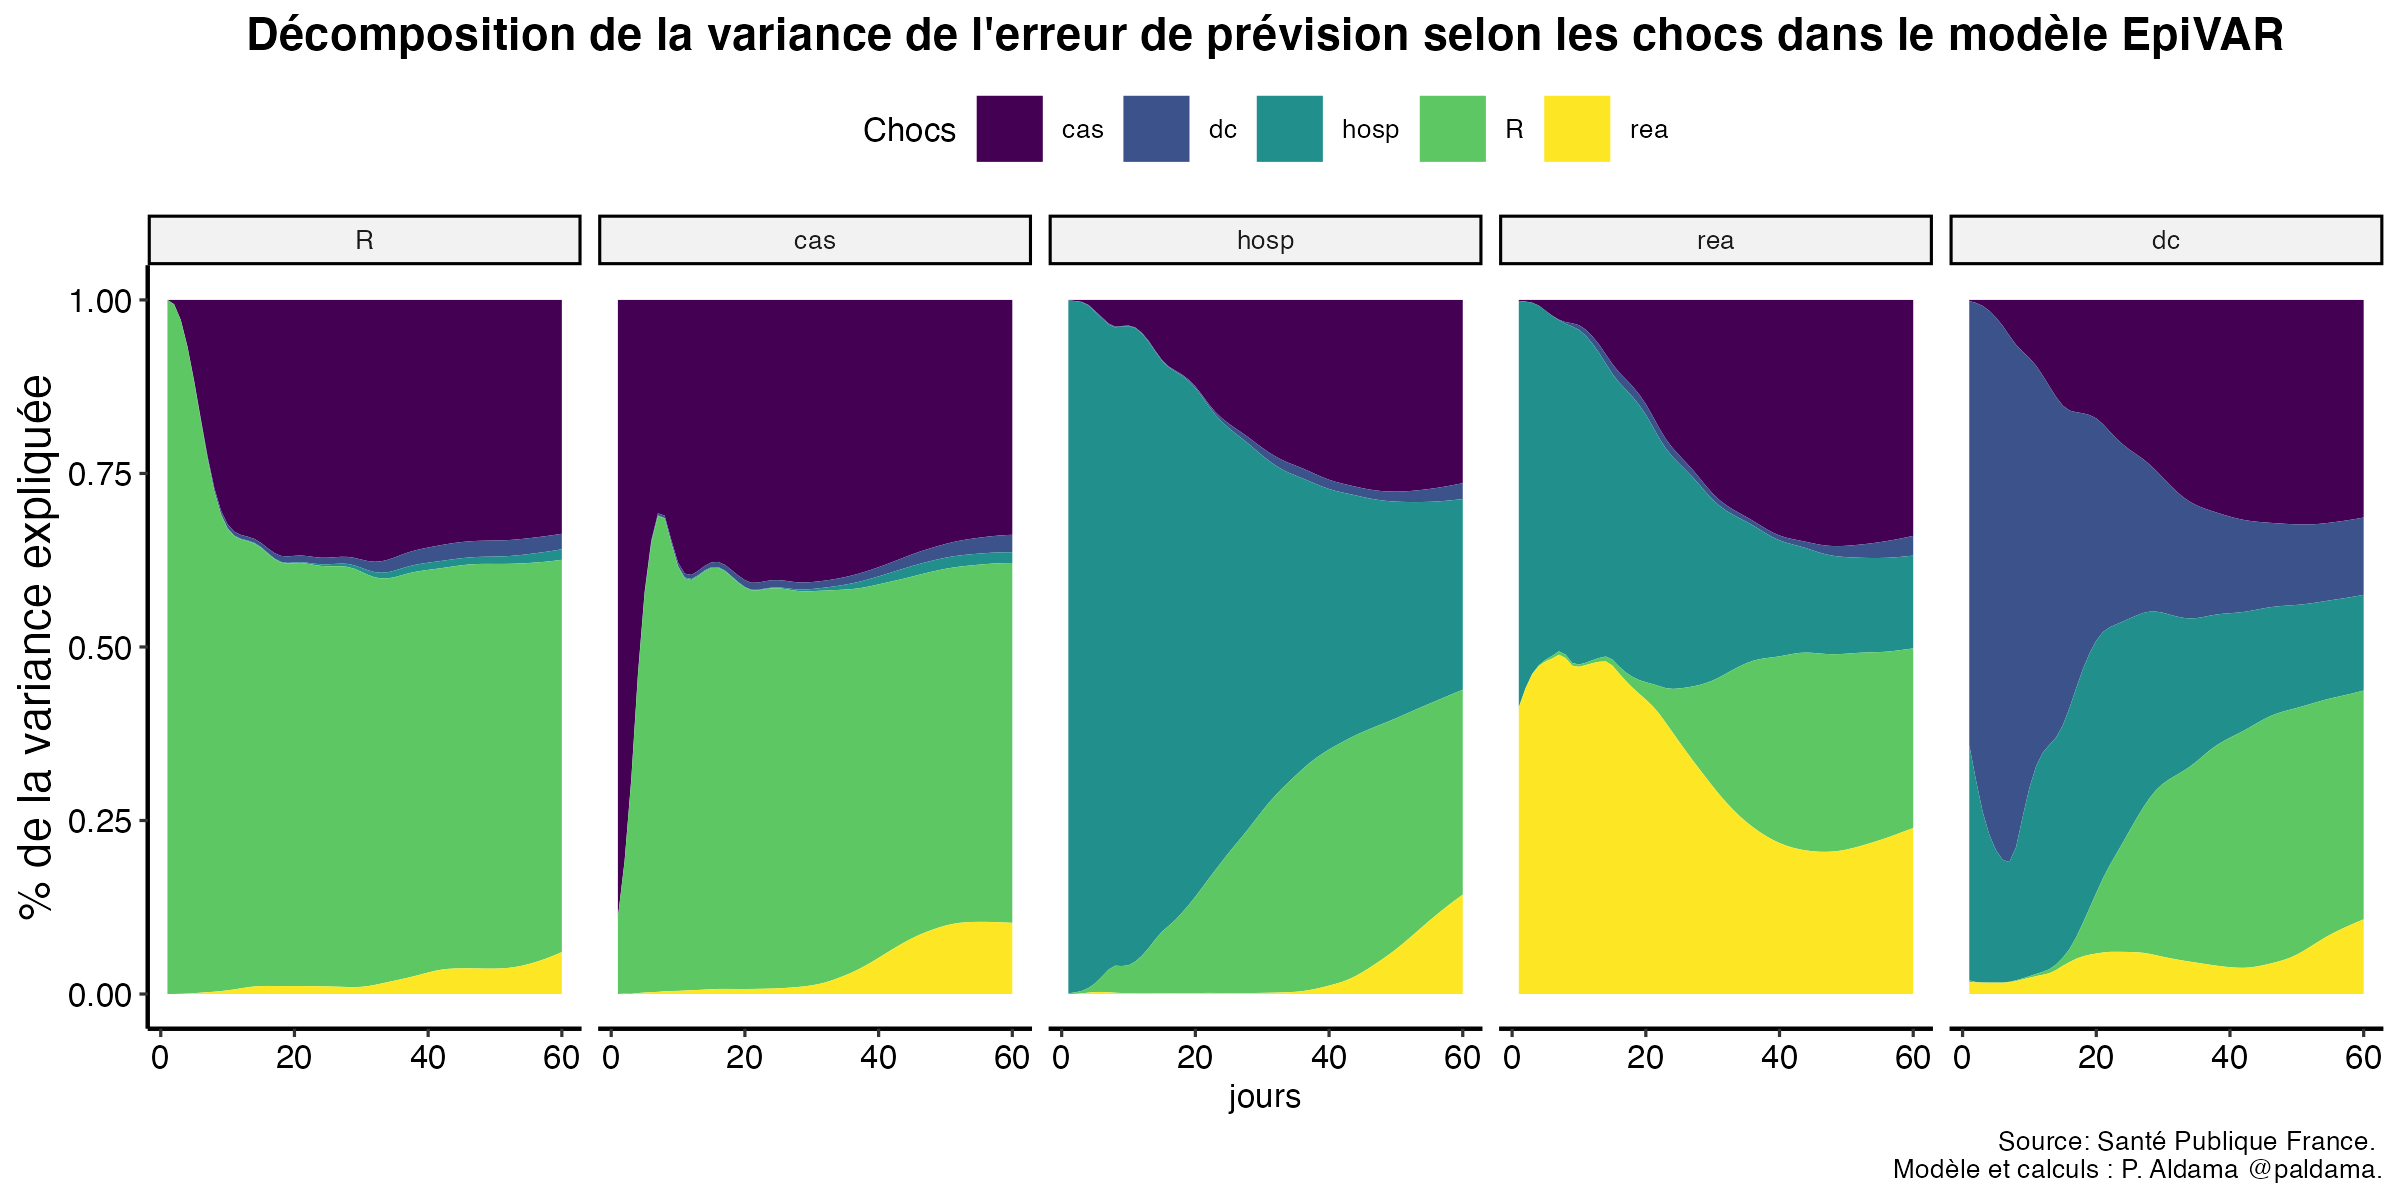 Décomposition de la variance de l'erreur de prévision selon les chocs dans le modèle EpiVAR
Chocs cas dc hosp R rea
R cas hosp rea dc
% de la variance expliquée
1.00
0.75
0.50
0.25
0.00
0 20 40 60 0 20 40 60 0 20 40 60 0 20 40 60 0 20 40 60
jours
Source: Santé Publique France.
Modèle et calculs : P. Aldama @paldama.